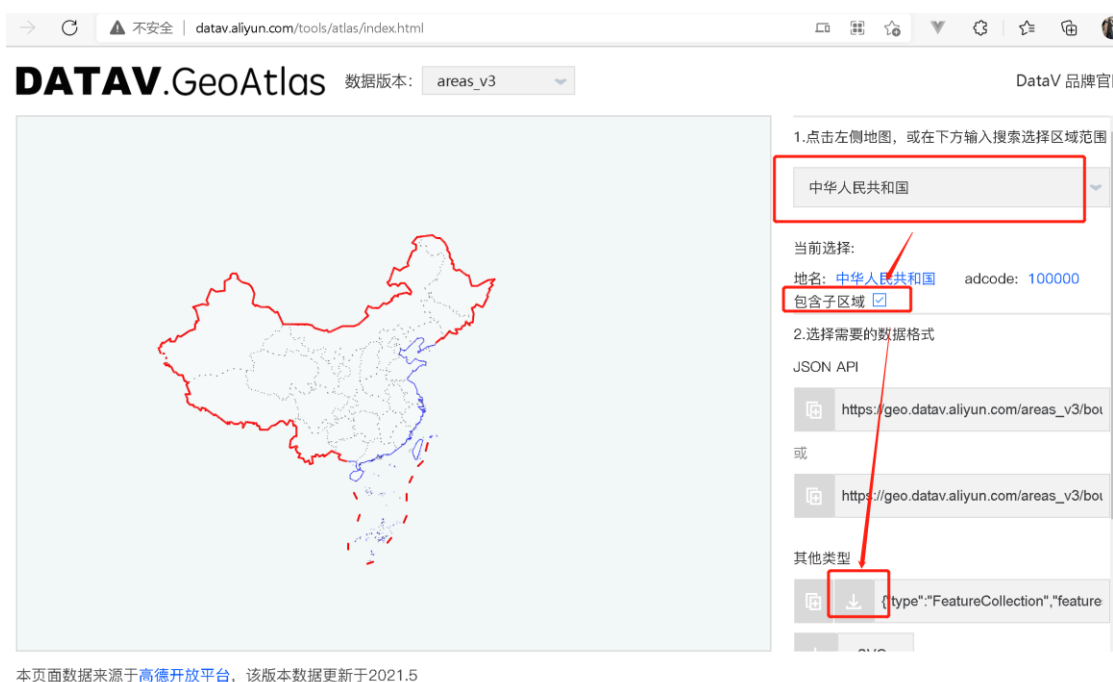 不安全 datav.aliyun.com/tools/atlas/index.html
DATAV.GeoAtlas 数据版本： areas_v3 DataV 品牌官
1.点击左侧地图，或在下方输入搜索选择区域范围
中华人民共和国
当前选择:
地名: 中华人民共和国 adcode: 100000
包含子区域
2.选择需要的数据格式
JSON API
https://geo.datav.aliyun.com/areas_v3/bou
或
https://geo.datav.aliyun.com/areas_v3/bou
其他类型
{"type":"FeatureCollection","feature
本页面数据来源于高德开放平台，该版本数据更新于2021.5